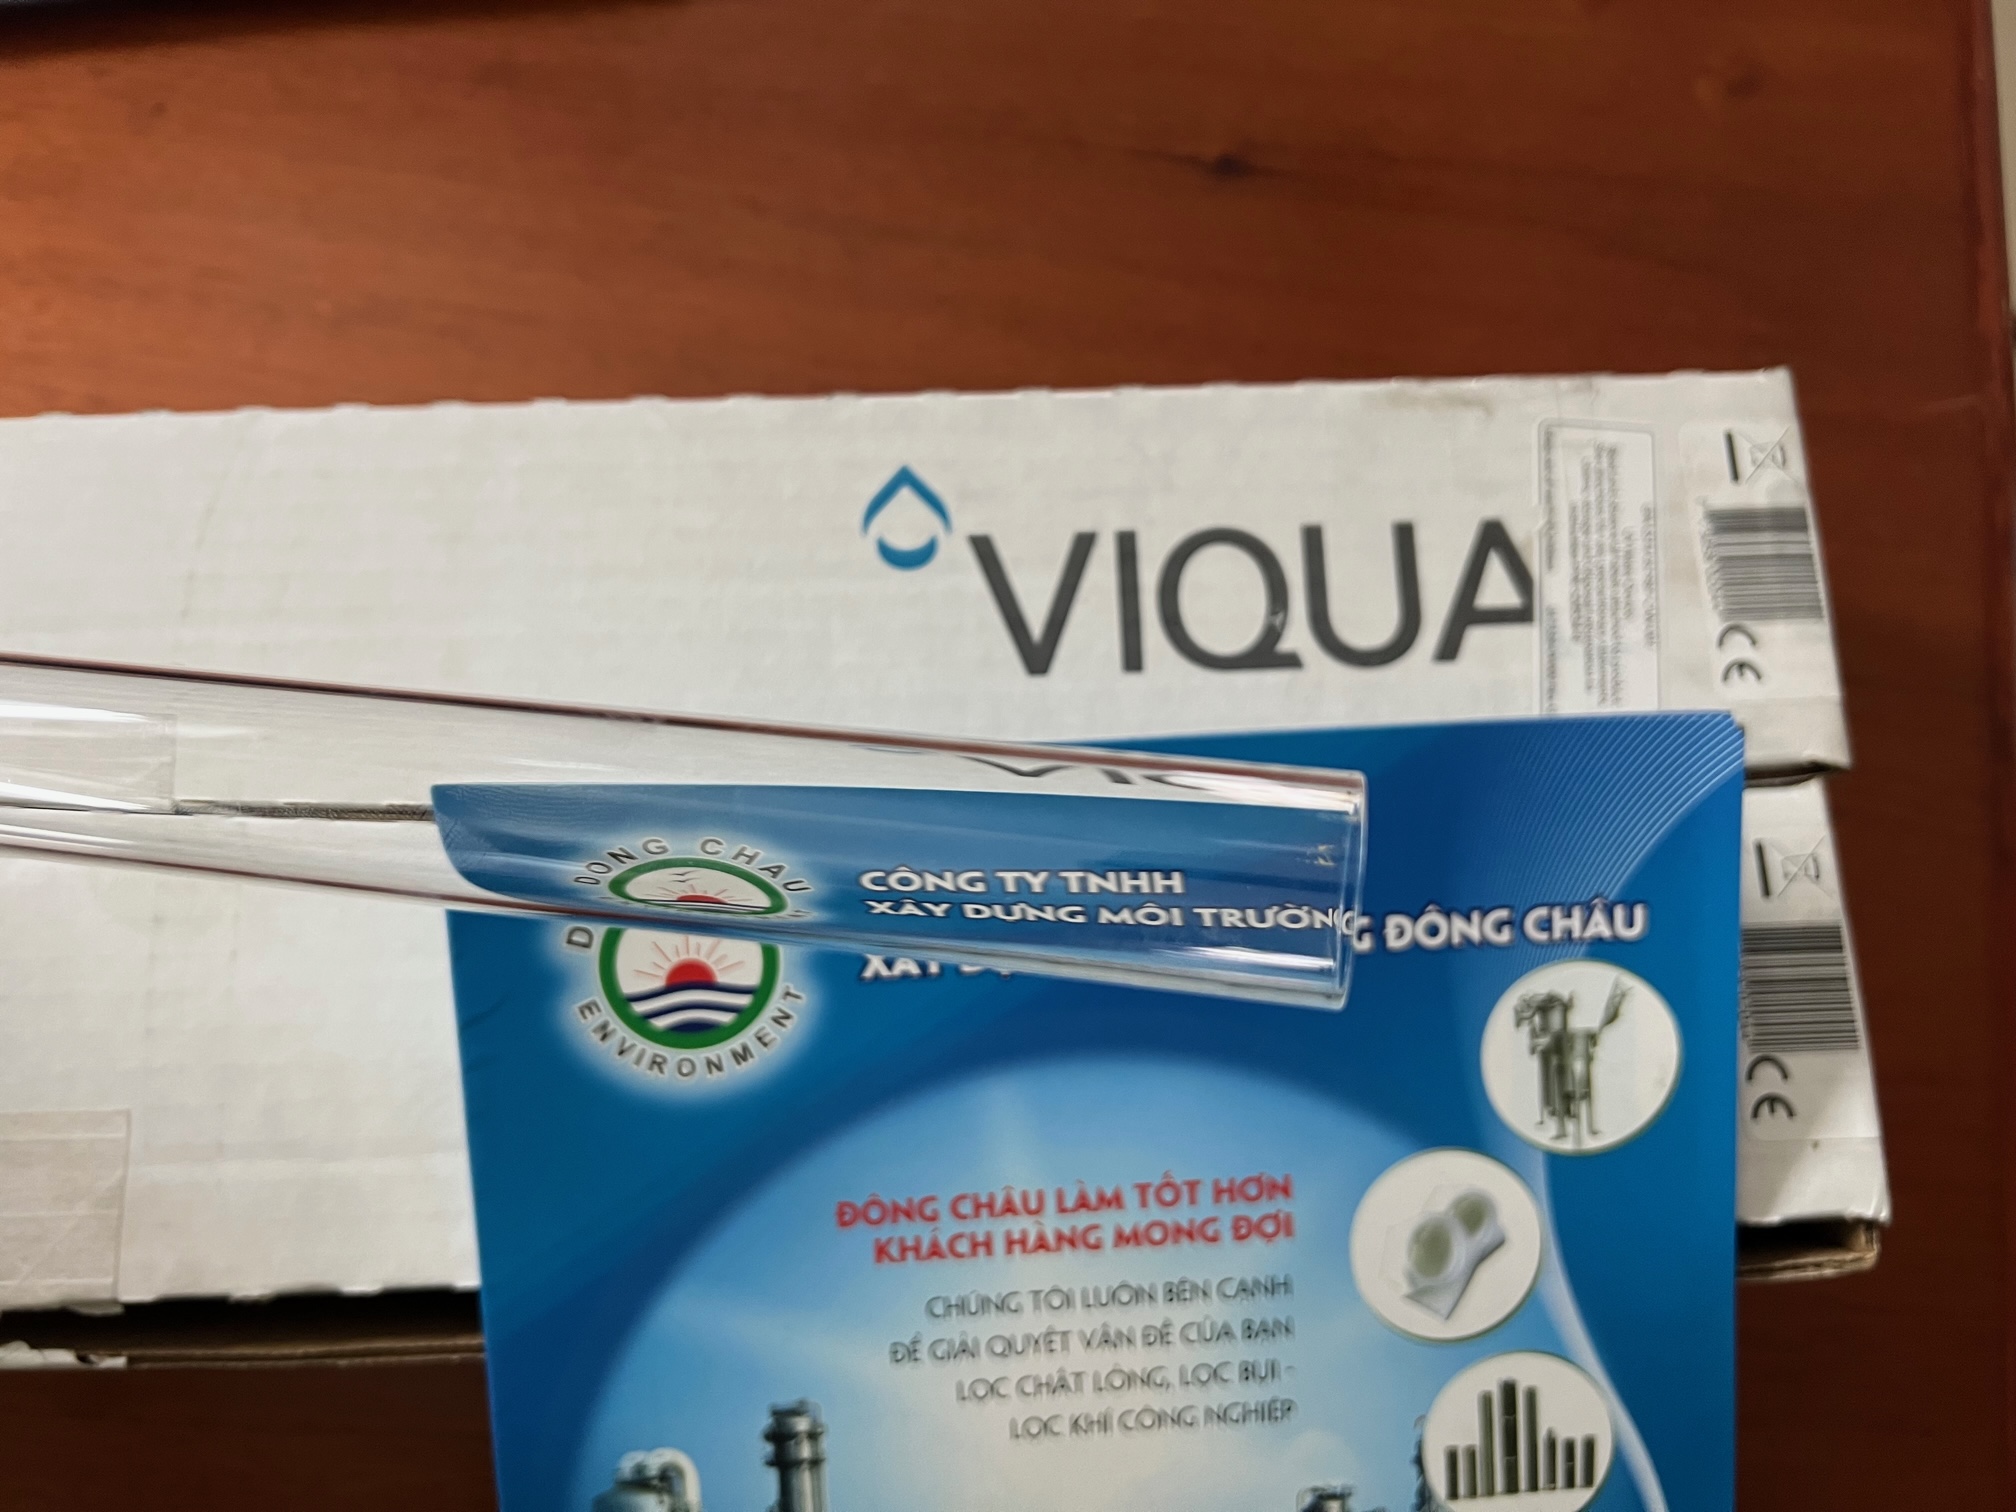 VIQUA
CE
DONG CHAU
CÔNG TY TNHH
XÂY DỰNG MÔI TRƯỜNG ĐÔNG CHÂU
ENVIRONMENT
CE
ĐÔNG CHÂU LÀM TỐT HƠN
KHÁCH HÀNG MONG ĐỢI
CHÚNG TÔI LUÔN BÊN CẠNH
ĐỂ GIẢI QUYẾT VẤN ĐỀ CỦA BẠN
LỌC CHẤT LỎNG, LỌC BỤI -
LỌC KHÍ CÔNG NGHIỆP